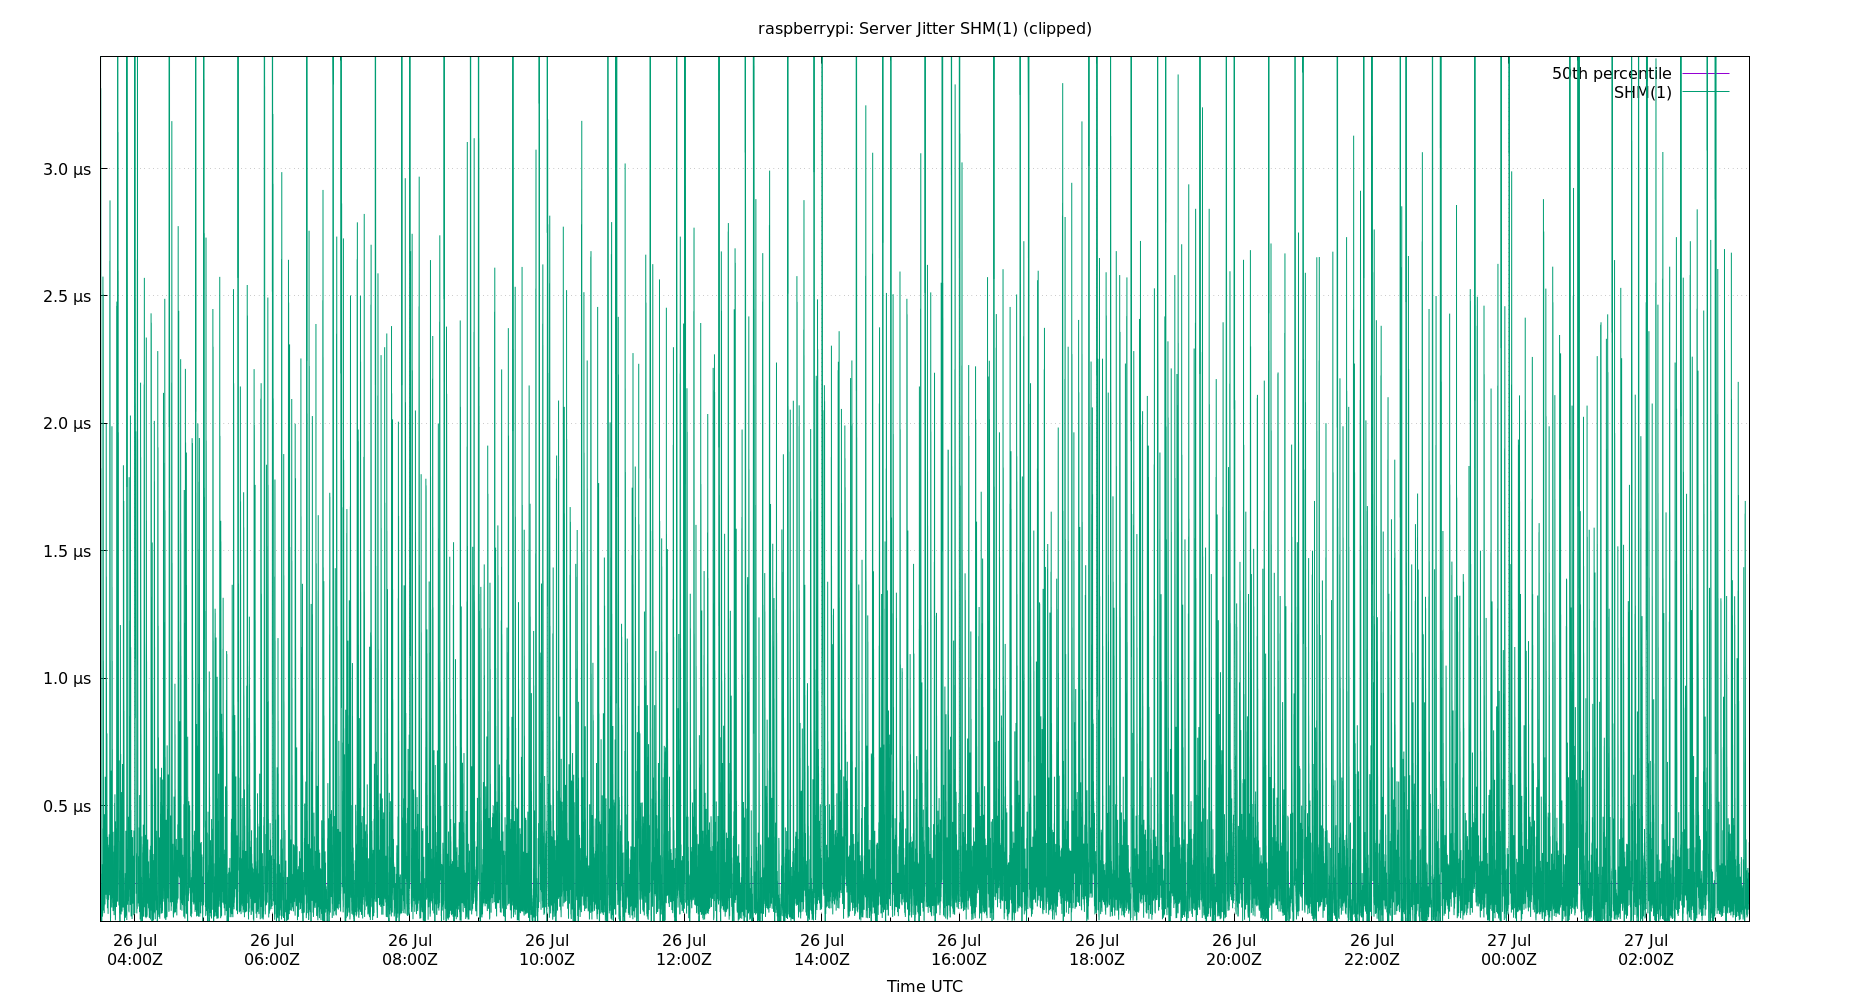 raspberrypi: Server Jitter SHM(1) (clipped)
50th percentile
SHM(1)
3.0 µs
2.5 µs
2.0 µs
1.5 µs
1.0 µs
0.5 µs
26 Jul 26 Jul 26 Jul 26 Jul 26 Jul 26 Jul 26 Jul 26 Jul 26 Jul 26 Jul 27 Jul 27 Jul
04:00Z 06:00Z 08:00Z 10:00Z 12:00Z 14:00Z 16:00Z 18:00Z 20:00Z 22:00Z 00:00Z 02:00Z
Time UTC